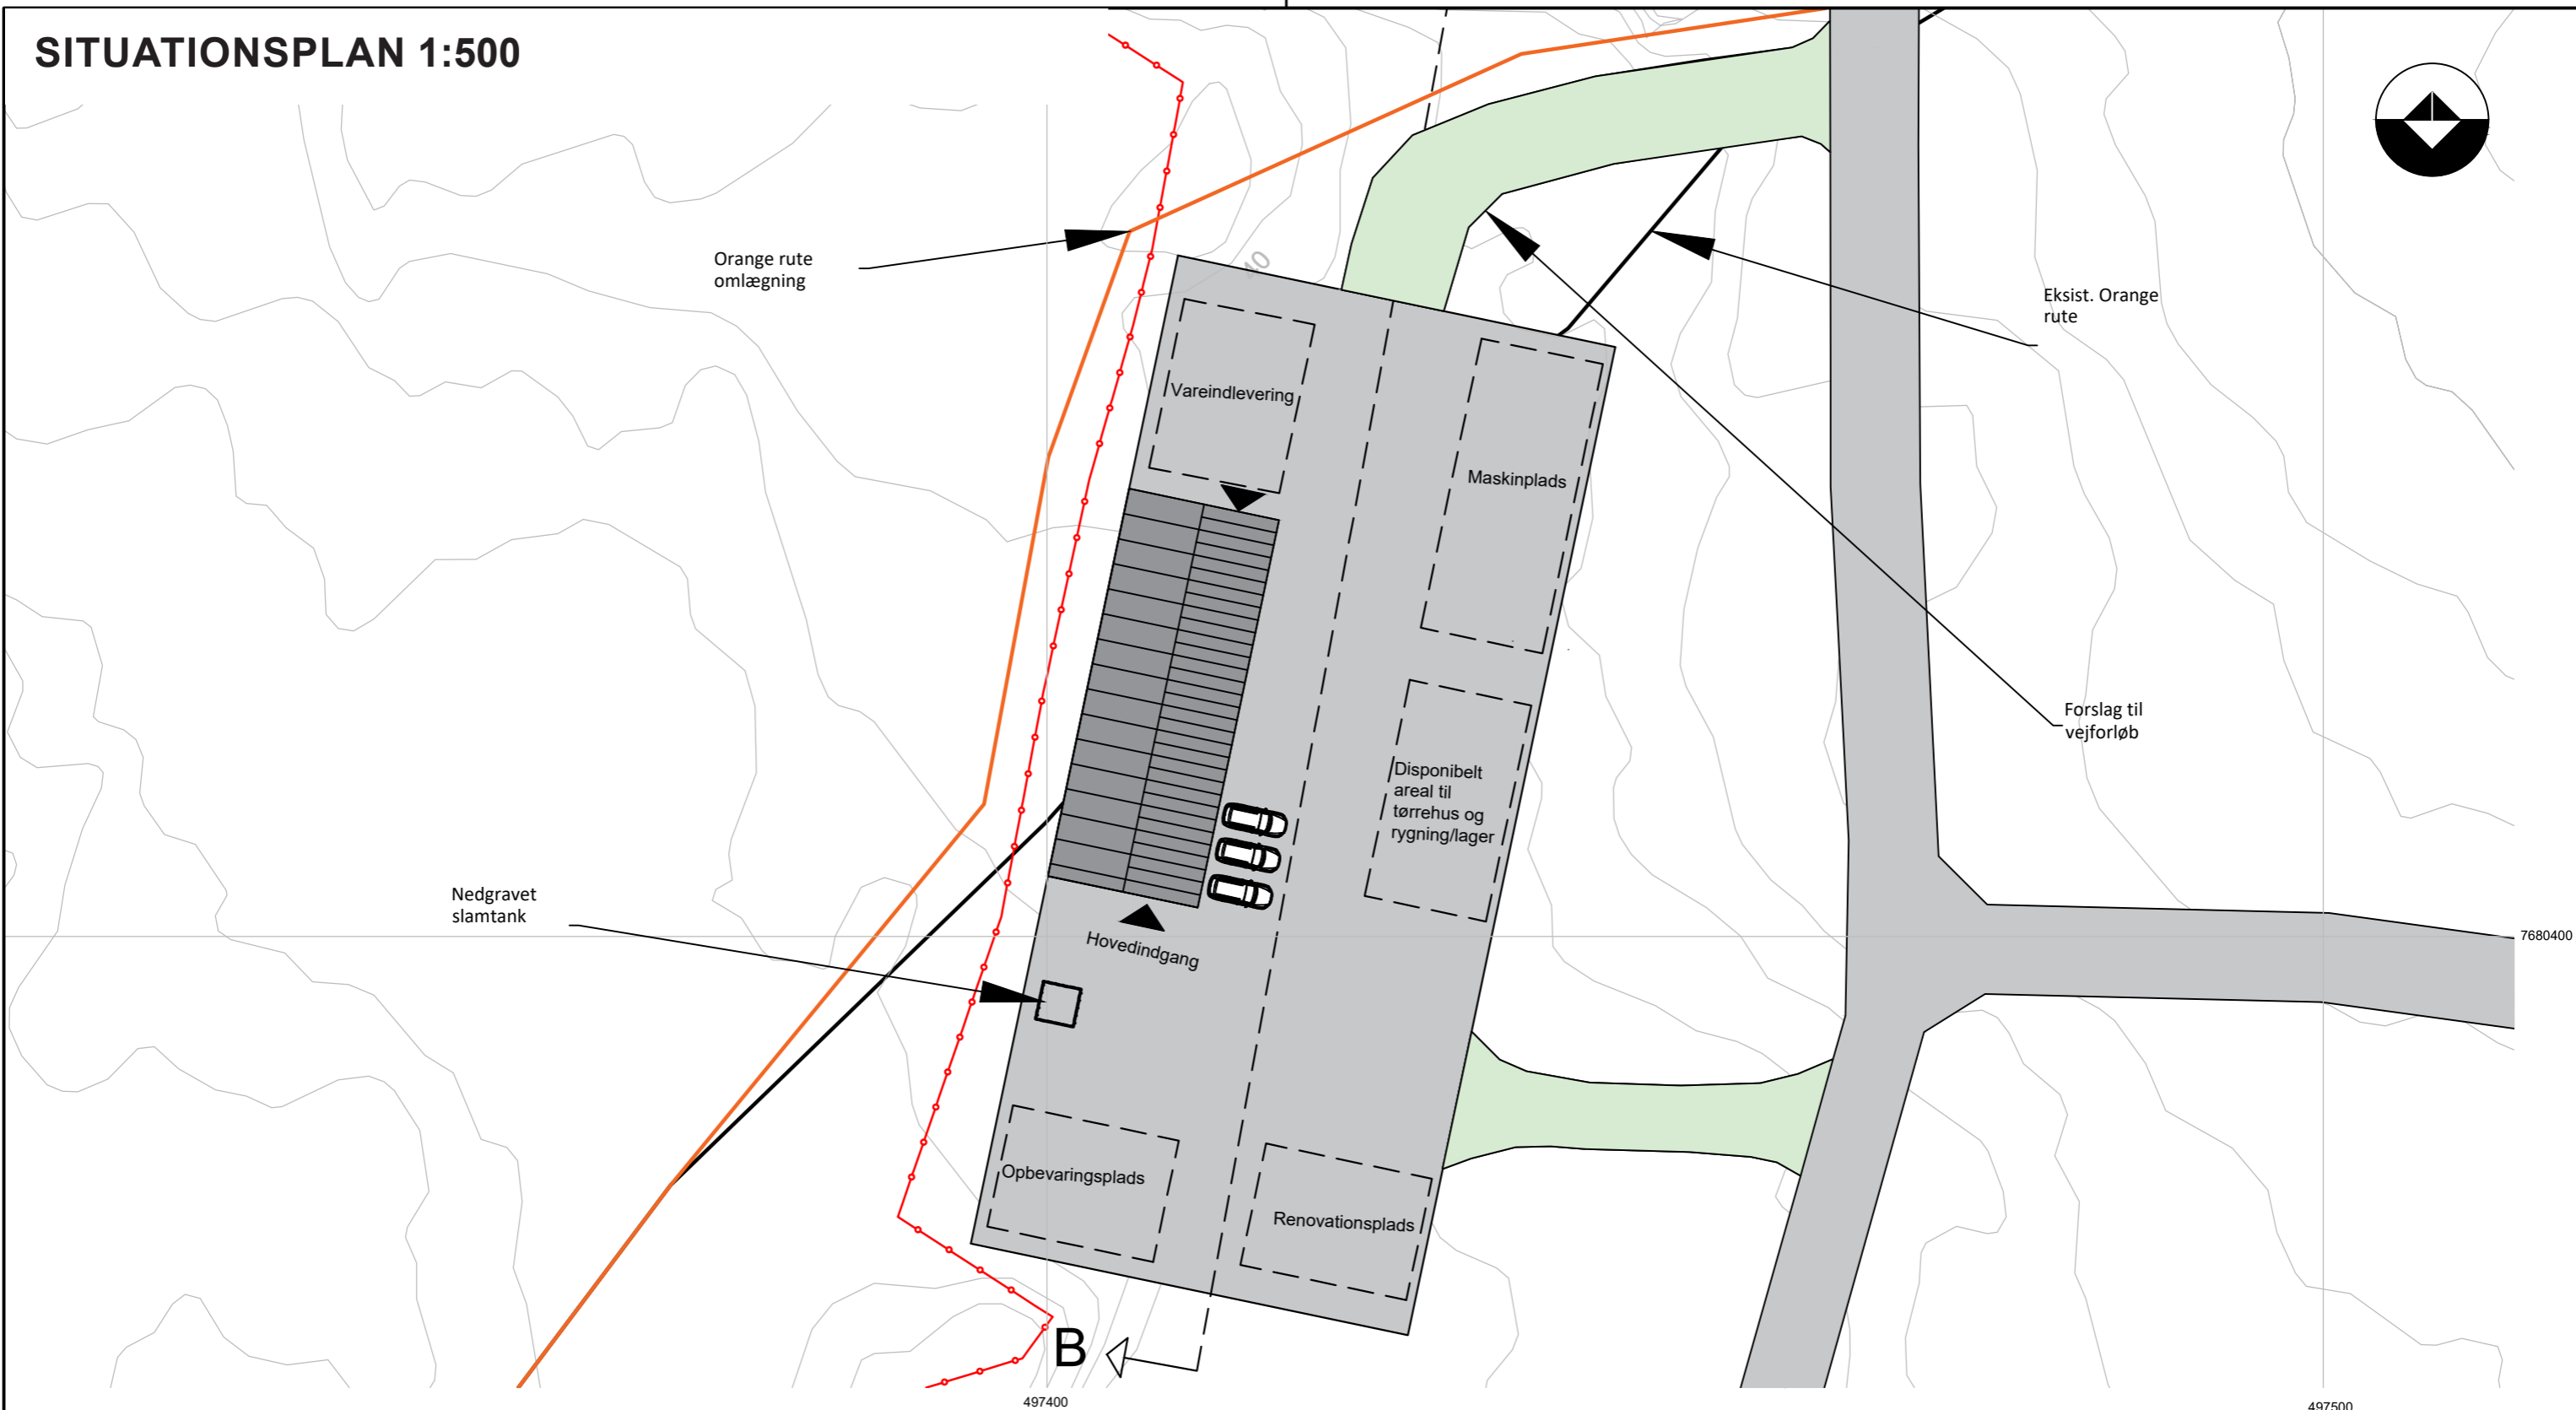 SITUATIONSPLAN 1:500
Orange rute
omlægning
40
Eksist. Orange
rute
Vareindlevering
Maskinplads
Forslag til
vejforløb
Disponibelt
areal til
tørrehus og
rygning/lager
Nedgravet
slamtank
Hovedindgang
7680400
Opbevaringsplads
Renovationsplads
B
497400
497500